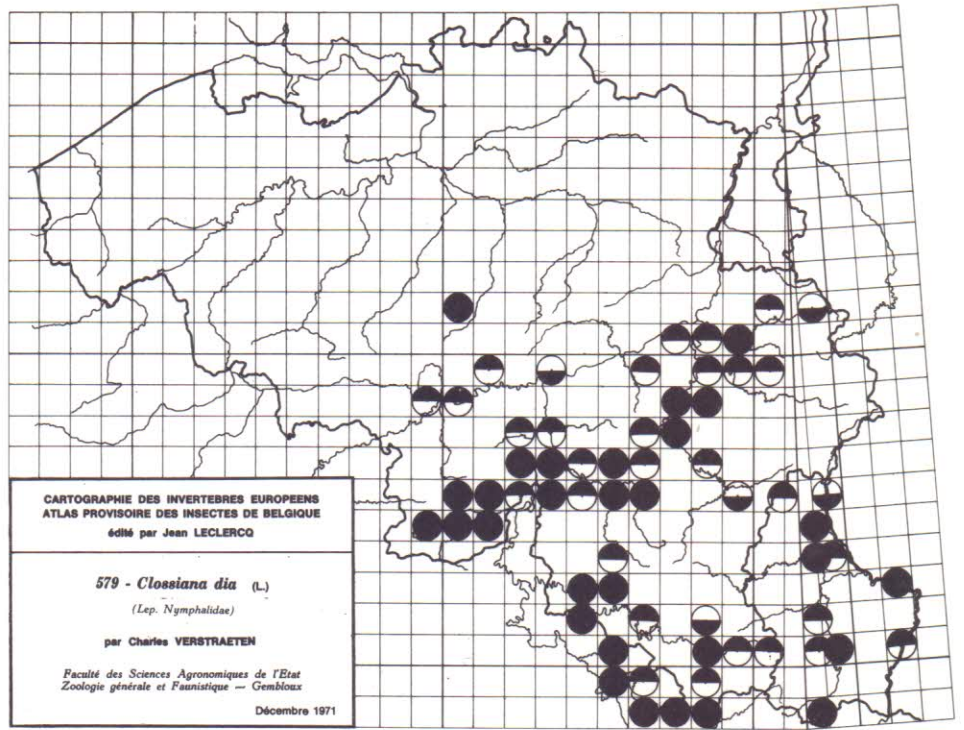 CARTOGRAPHIE DES INVERTEBRES EUROPEENS
ATLAS PROVISOIRE DES INSECTES DE BELGIQUE
édité par Jean LECLERCQ
579 - Clossiana dia (L.)
(Lep. Nymphalidae)
par Charles VERSTRAETEN
Faculté des Sciences Agronomiques de l'Etat
Zoologie générale et Faunistique — Gembloux
Décembre 1971